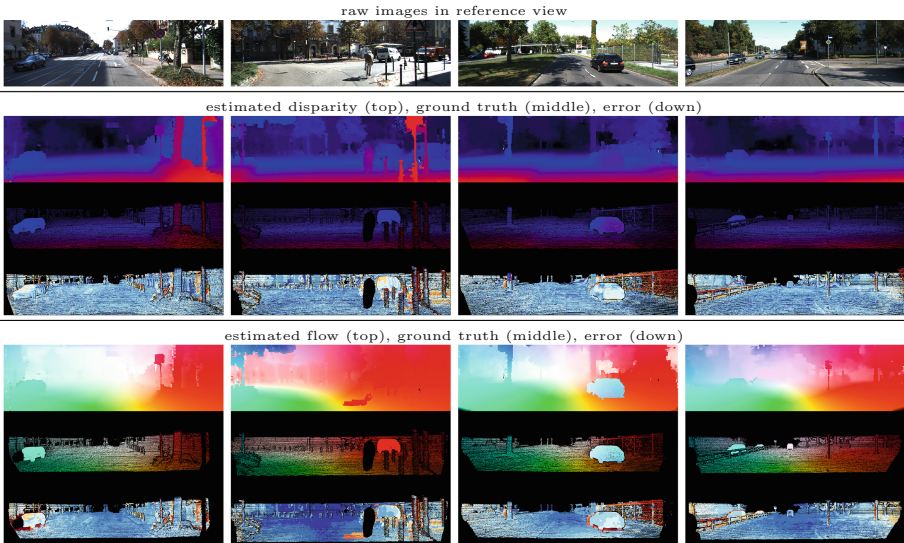 raw images in reference view
estimated disparity (top), ground truth (middle), error (down)
estimated flow (top), ground truth (middle), error (down)